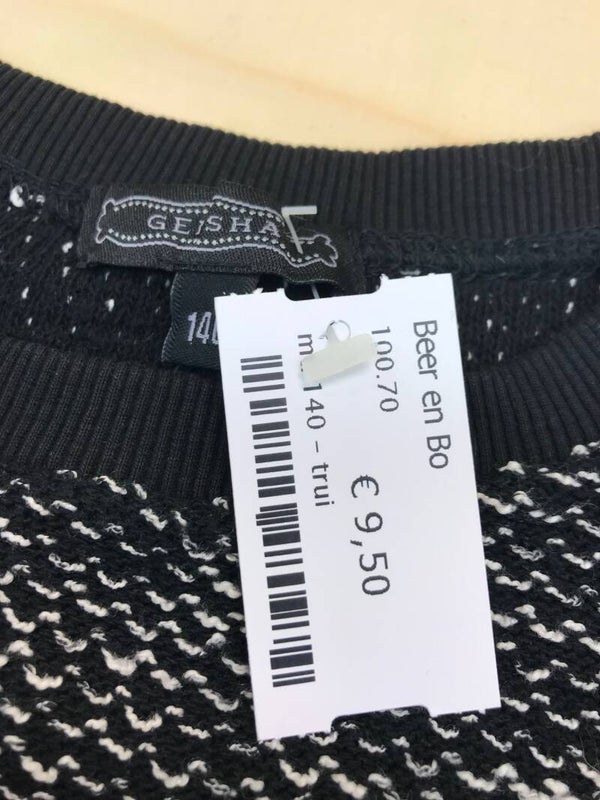 GEISHA
Beer en Bo
100.70
140 - trui
€ 9,50